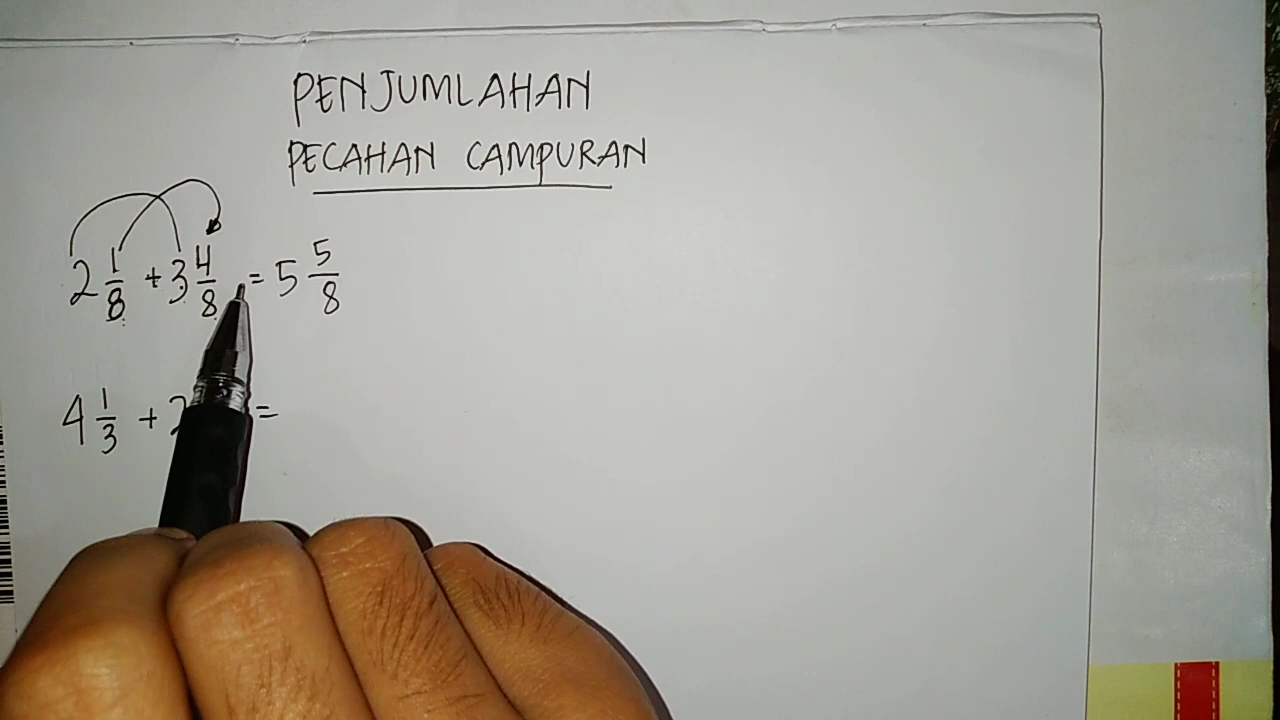 PENJUMLAHAN
PECAHAN CAMPURAN
2 1/8 + 3 4/8 = 5 5/8
4 1/3 + 2 =